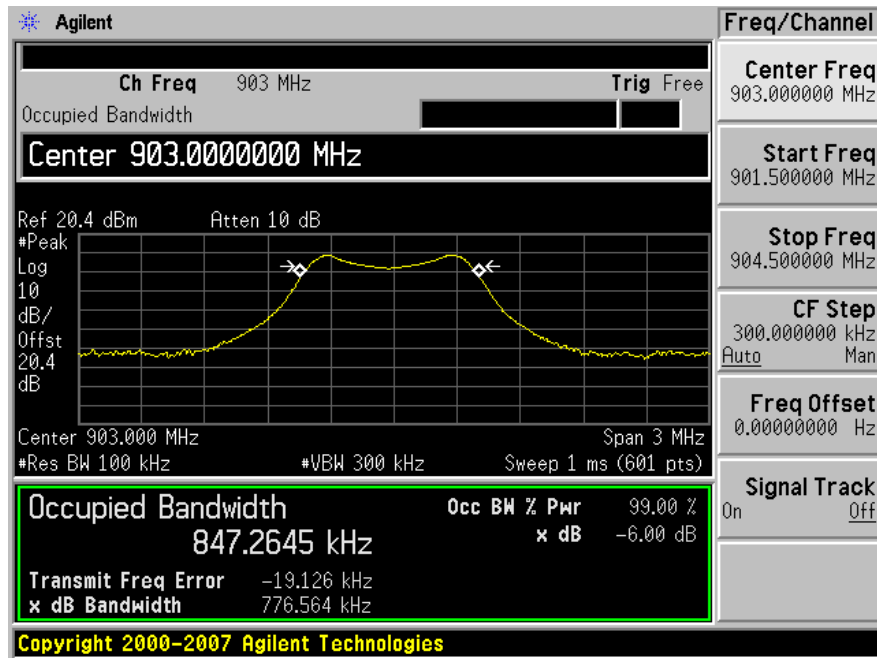 Agilent
Freq/Channel
Ch Freq 903 MHz Trig Free
Occupied Bandwidth
Center 903.0000000 MHz
Ref 20.4 dBm Atten 10 dB
#Peak
Log
10
dB/
Offst
20.4
dB
Center 903.000 MHz Span 3 MHz
#Res BW 100 kHz #VBW 300 kHz Sweep 1 ms (601 pts)
Occupied Bandwidth
847.2645 kHz
Occ BW % Pwr 99.00 %
x dB -6.00 dB
Transmit Freq Error -19.126 kHz
x dB Bandwidth 776.564 kHz
Center Freq
903.000000 MHz
Start Freq
901.500000 MHz
Stop Freq
904.500000 MHz
CF Step
300.000000 kHz
Auto Man
Freq Offset
0.00000000 Hz
Signal Track
On Off
Copyright 2000-2007 Agilent Technologies